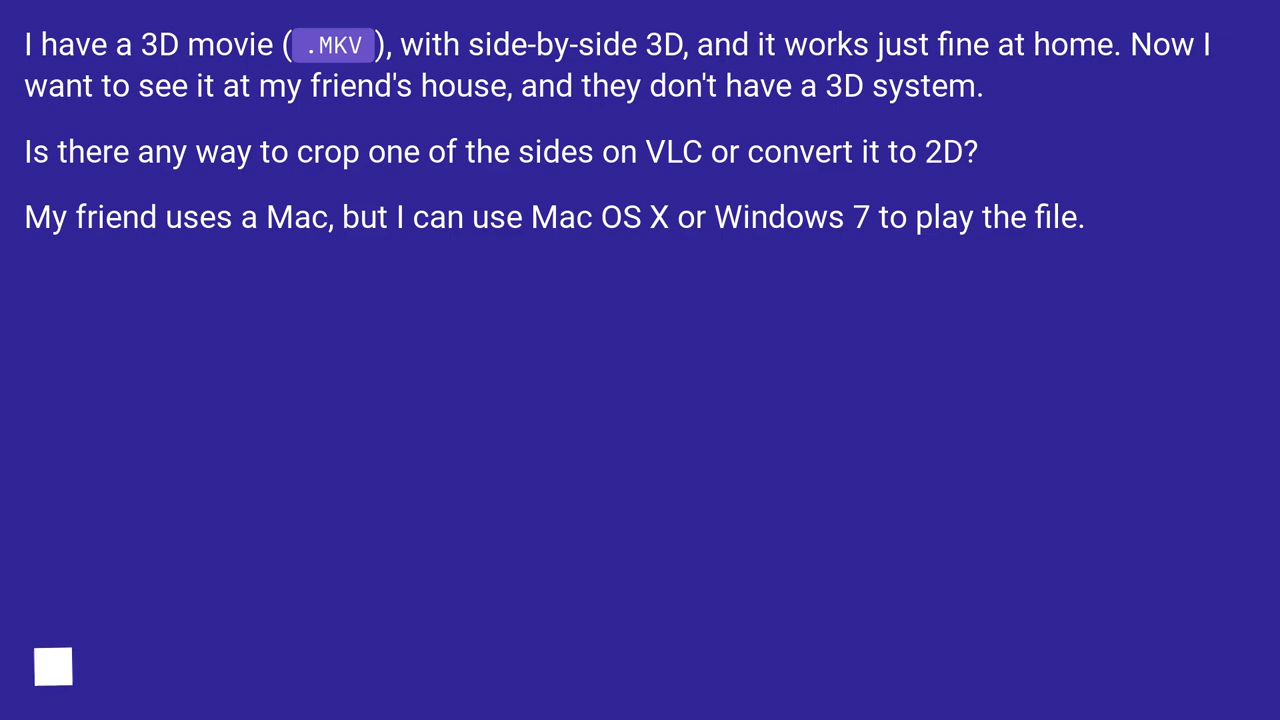 I have a 3D movie (.MKV), with side-by-side 3D, and it works just fine at home. Now I
want to see it at my friend's house, and they don't have a 3D system.
Is there any way to crop one of the sides on VLC or convert it to 2D?
My friend uses a Mac, but I can use Mac OS X or Windows 7 to play the file.